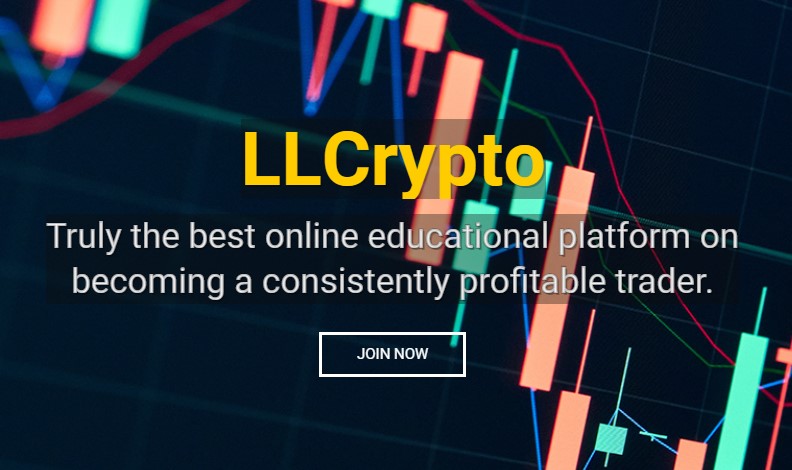 LLCrypto
Truly the best online educational platform on
becoming a consistently profitable trader.
JOIN NOW